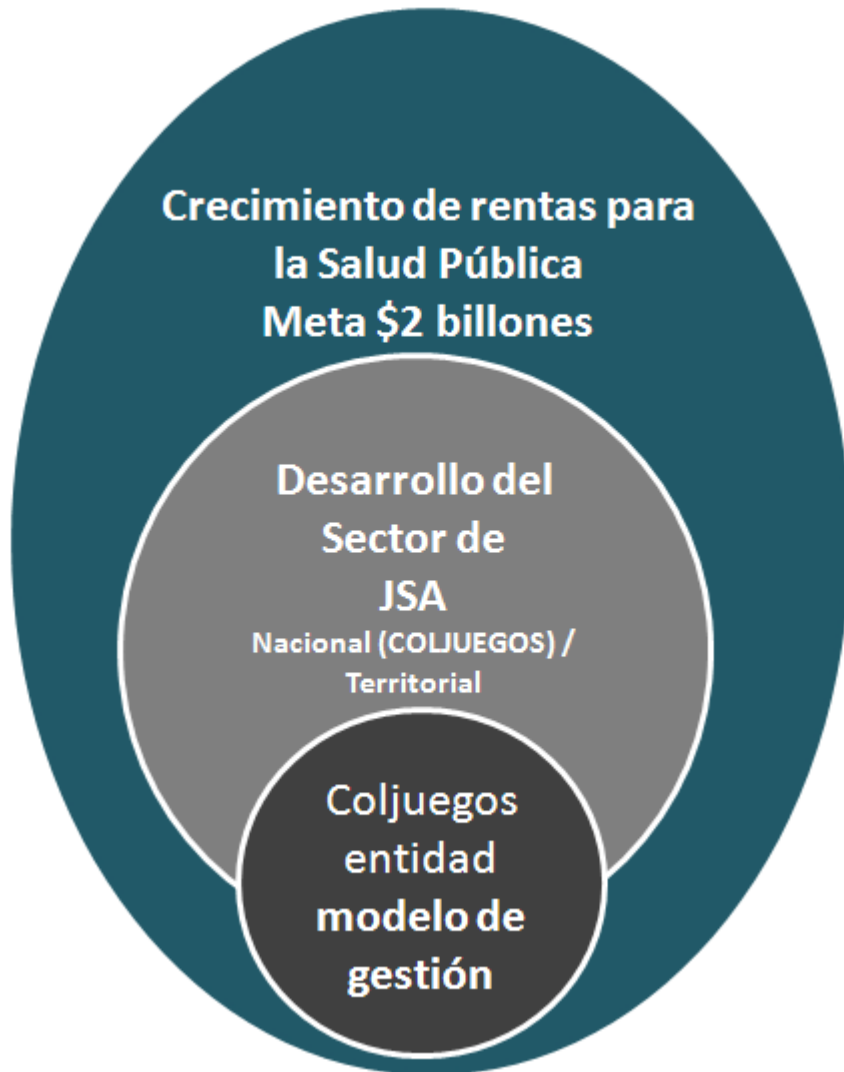 Crecimiento de rentas para
la Salud Pública
Meta $2 billones
Desarrollo del
Sector de
JSA
Nacional (COLJUEGOS) /
Territorial
Coljuegos
entidad
modelo de
gestión